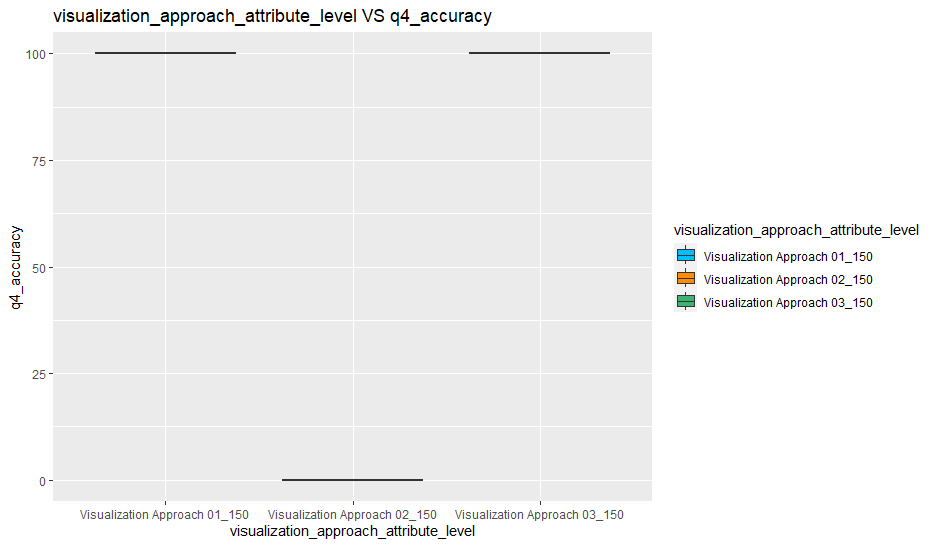 visualization_approach_attribute_level VS q4_accuracy
100
75
50
25
0
q4_accuracy
Visualization Approach 01_150 Visualization Approach 02_150 Visualization Approach 03_150
visualization_approach_attribute_level
visualization_approach_attribute_level
Visualization Approach 01_150
Visualization Approach 02_150
Visualization Approach 03_150